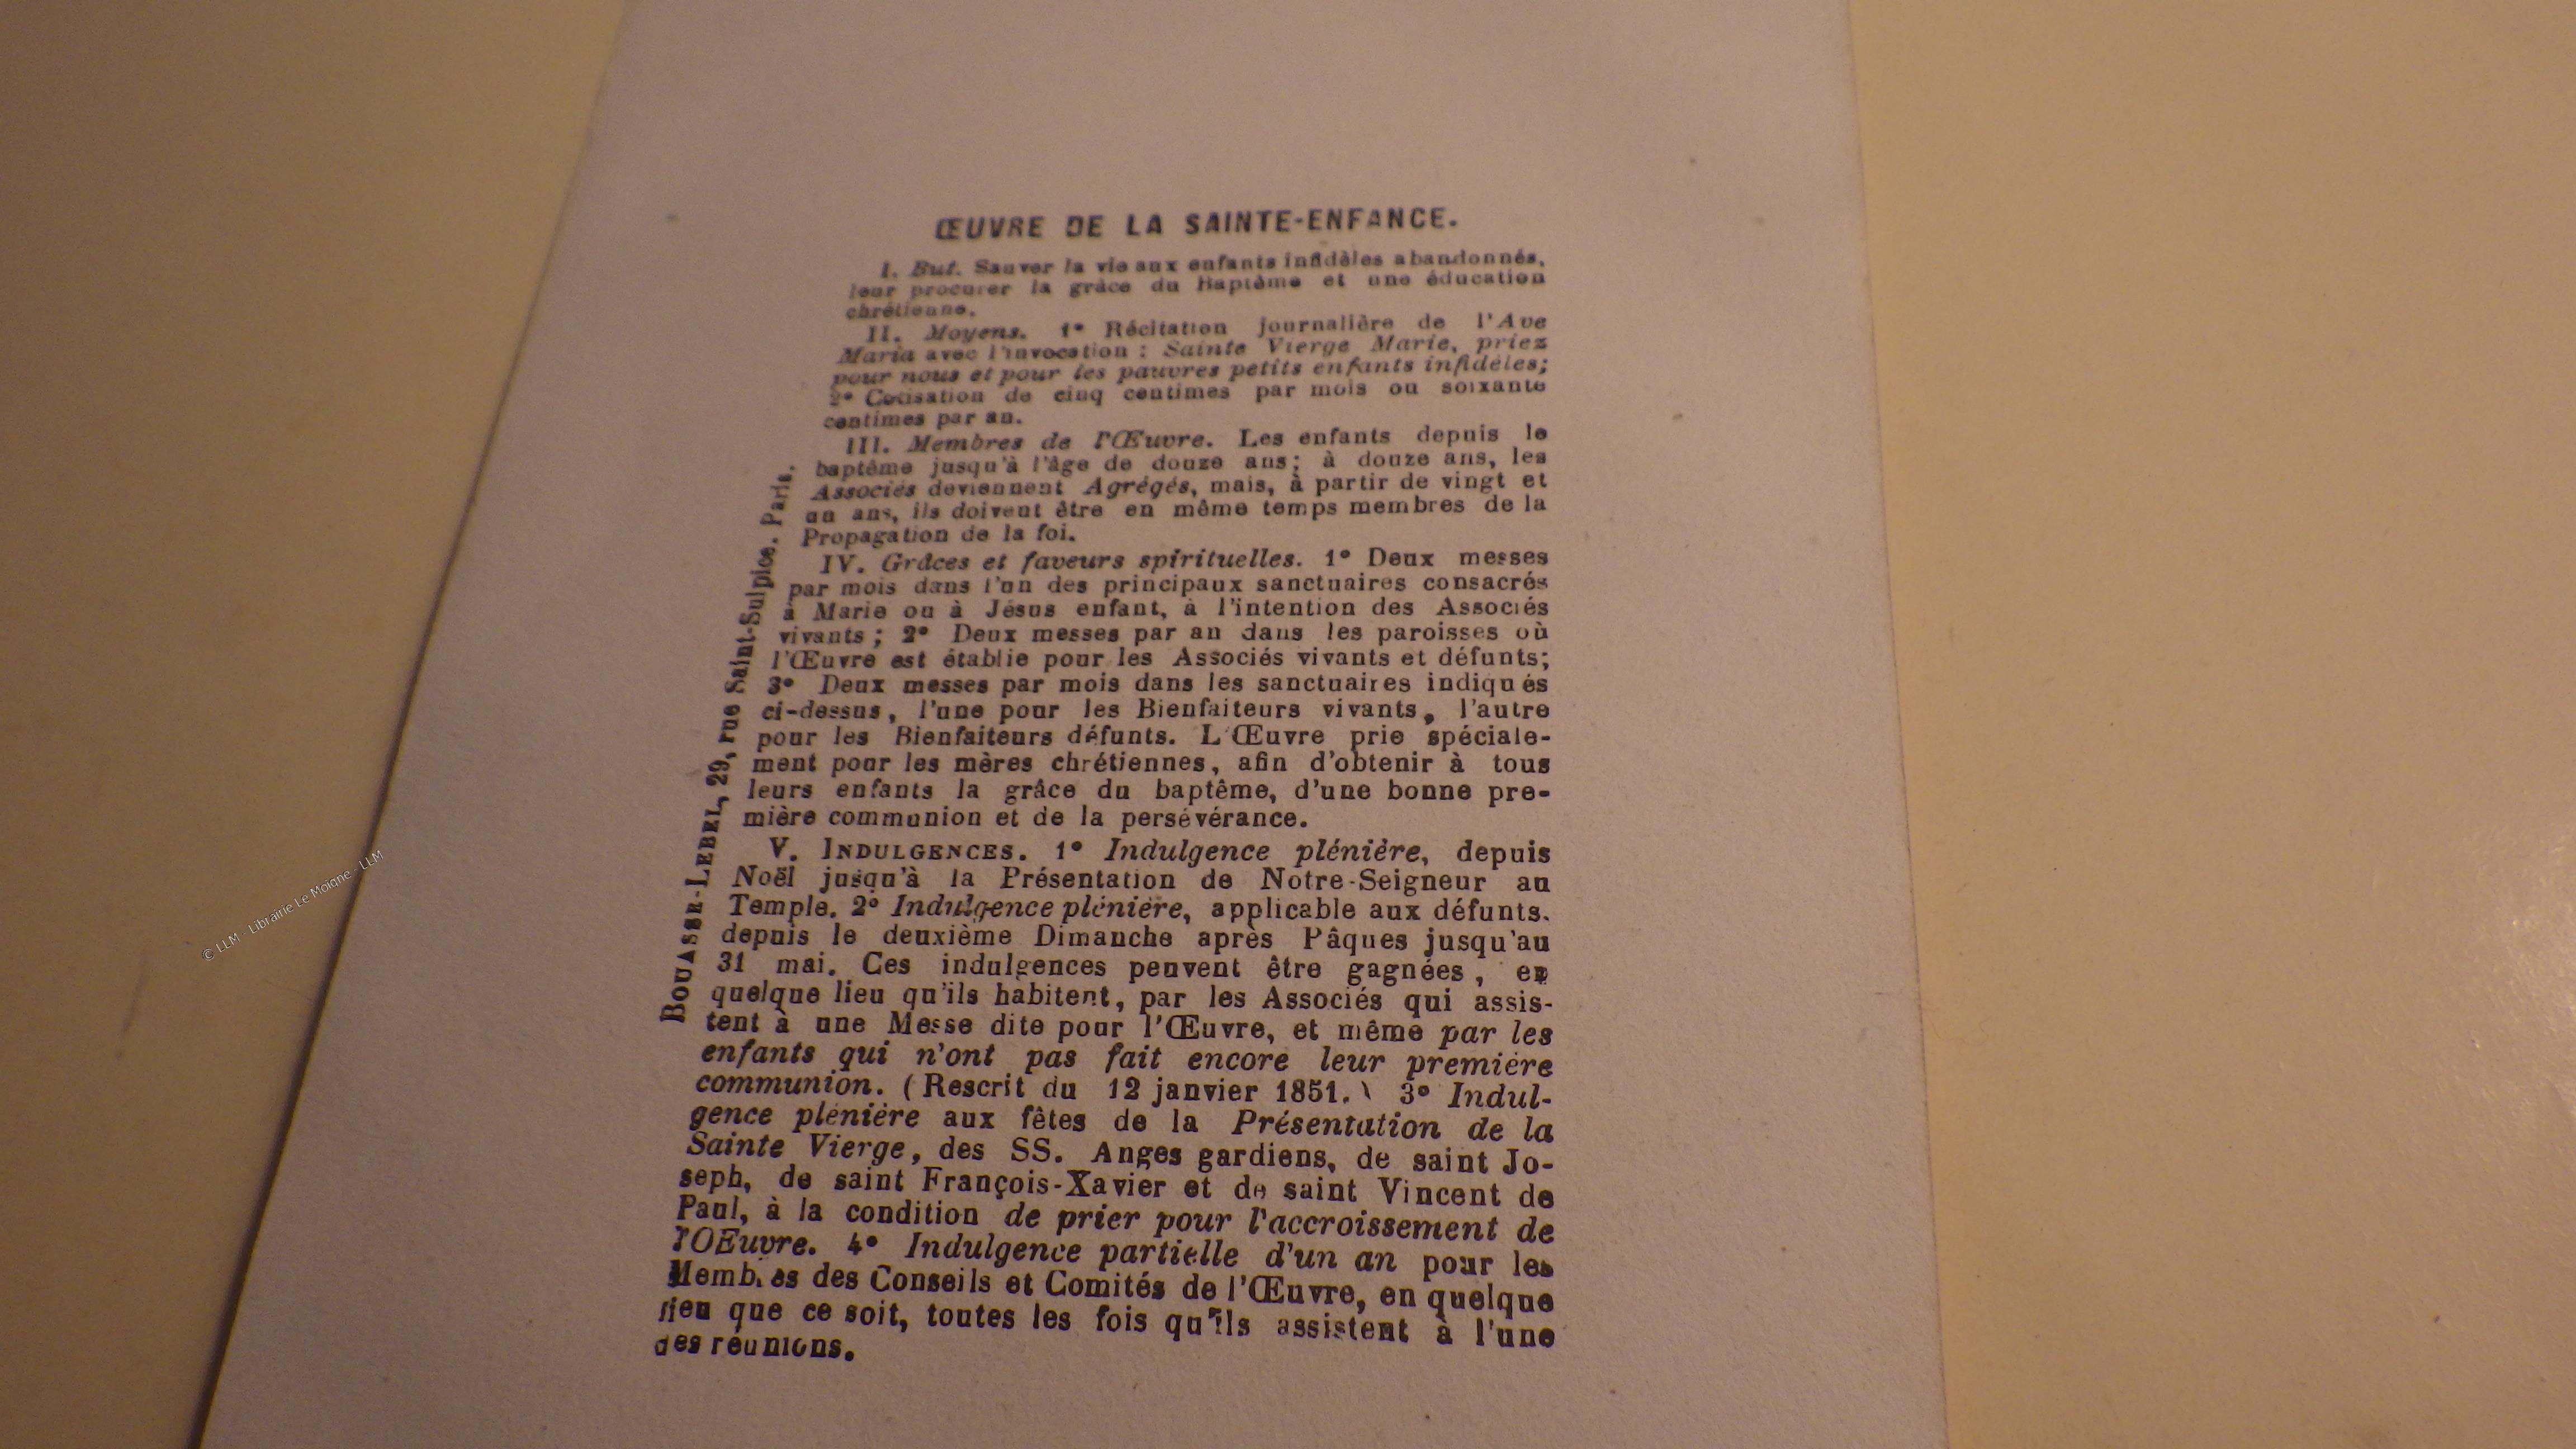 ŒUVRE DE LA SAINTE-ENFANCE.
I. But. Sauver la vie aux enfants infidèles abandonnés,
leur procurer la grâce du Baptême et une éducation
chrétienne.
II. Moyens. 1° Récitation journalière de l'Ave
Maria avec l'invocation : Sainte Vierge Marie, priez
pour nous et pour les pauvres petits enfants infidèles;
2° Cotisation de cinq centimes par mois ou soixante
centimes par an.
III. Membres de l'Œuvre. Les enfants depuis le
baptême jusqu'à l'âge de douze ans; à douze ans, les
Associés deviennent Agrégés, mais, à partir de vingt et
un ans, ils doivent être en même temps membres de la
Propagation de la foi.
IV. Grâces et faveurs spirituelles. 1° Deux messes
par mois dans l'un des principaux sanctuaires consacrés
à Marie ou à Jésus enfant, à l'intention des Associés
vivants ; 2° Deux messes par an dans les paroisses où
l'Œuvre est établie pour les Associés vivants et défunts;
3° Deux messes par mois dans les sanctuaires indiqués
ci-dessus, l'une pour les Bienfaiteurs vivants, l'autre
pour les Bienfaiteurs défunts. L'Œuvre prie spéciale-
ment pour les mères chrétiennes, afin d'obtenir à tous
leurs enfants la grâce du baptême, d'une bonne pre-
mière communion et de la persévérance.
V. INDULGENCES. 1° Indulgence plénière, depuis
Noël jusqu'à la Présentation de Notre-Seigneur au
Temple. 2° Indulgence plénière, applicable aux défunts.
depuis le deuxième Dimanche après Pâques jusqu'au
31 mai. Ces indulgences peuvent être gagnées, en
quelque lieu qu'ils habitent, par les Associés qui assis-
tent à une Messe dite pour l'Œuvre, et même par les
enfants qui n'ont pas fait encore leur première
communion. (Rescrit du 12 janvier 1851.) 3° Indul-
gence plénière aux fêtes de la Présentation de la
Sainte Vierge, des SS. Anges gardiens, de saint Jo-
seph, de saint François-Xavier et de saint Vincent de
Paul, à la condition de prier pour l'accroissement de
l'OEuvre. 4° Indulgence partielle d'un an pour les
Membres des Conseils et Comités de l'Œuvre, en quelque
lieu que ce soit, toutes les fois qu'ils assistent à l'une
des réunions.
BOUASSE-LEBEL, 29, rue Saint-Sulpice. Paris.
© LLM - Librairie Le Moigne - LLM